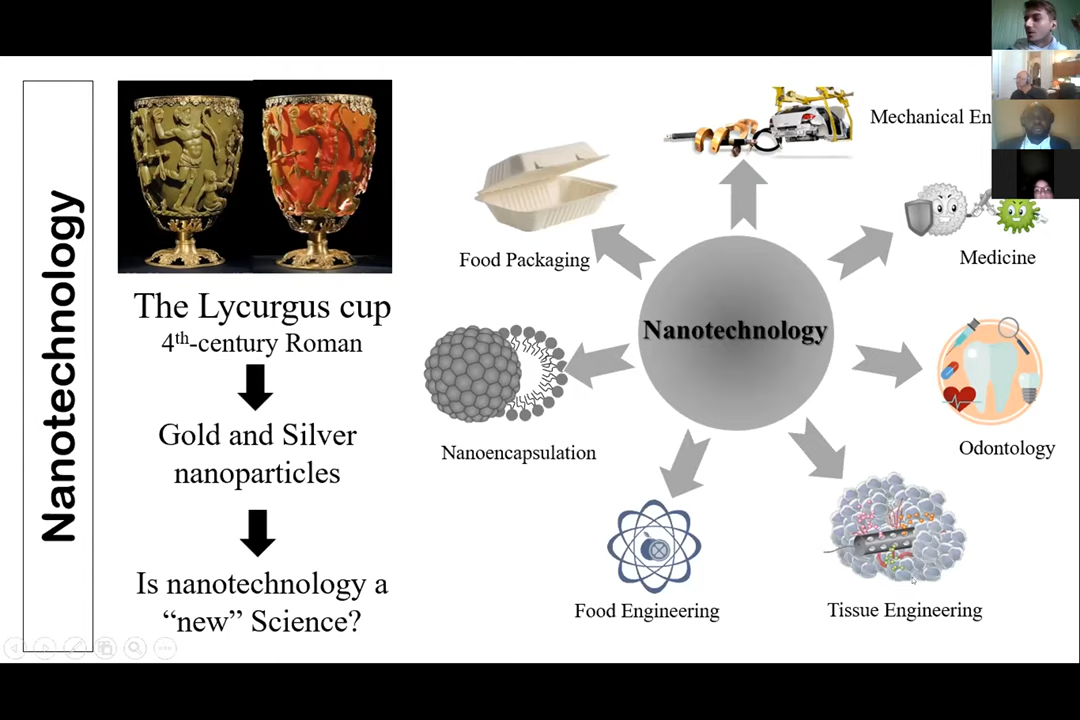 Nanotechnology
The Lycurgus cup
4th-century Roman
Gold and Silver
nanoparticles
Is nanotechnology a
“new” Science?
Nanotechnology
Mechanical En
Medicine
Odontology
Tissue Engineering
Food Engineering
Nanoencapsulation
Food Packaging